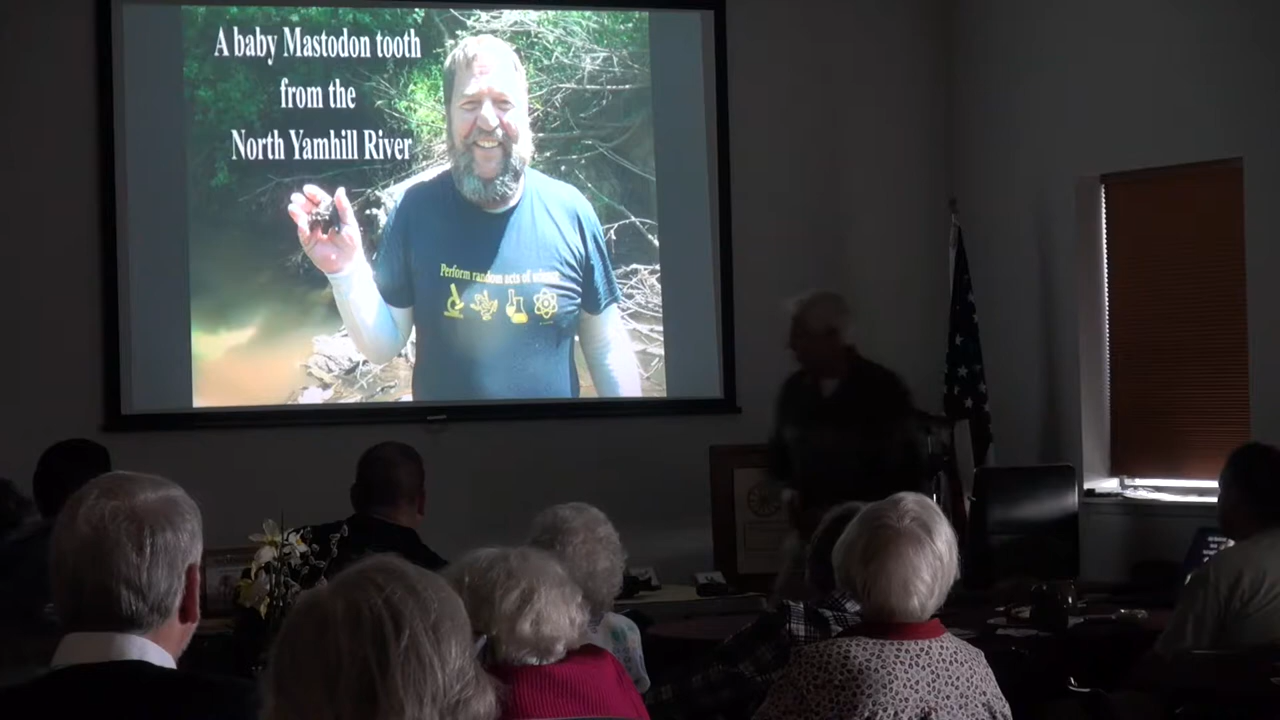 A baby Mastodon tooth
from the
North Yamhill River
Perform random acts of science